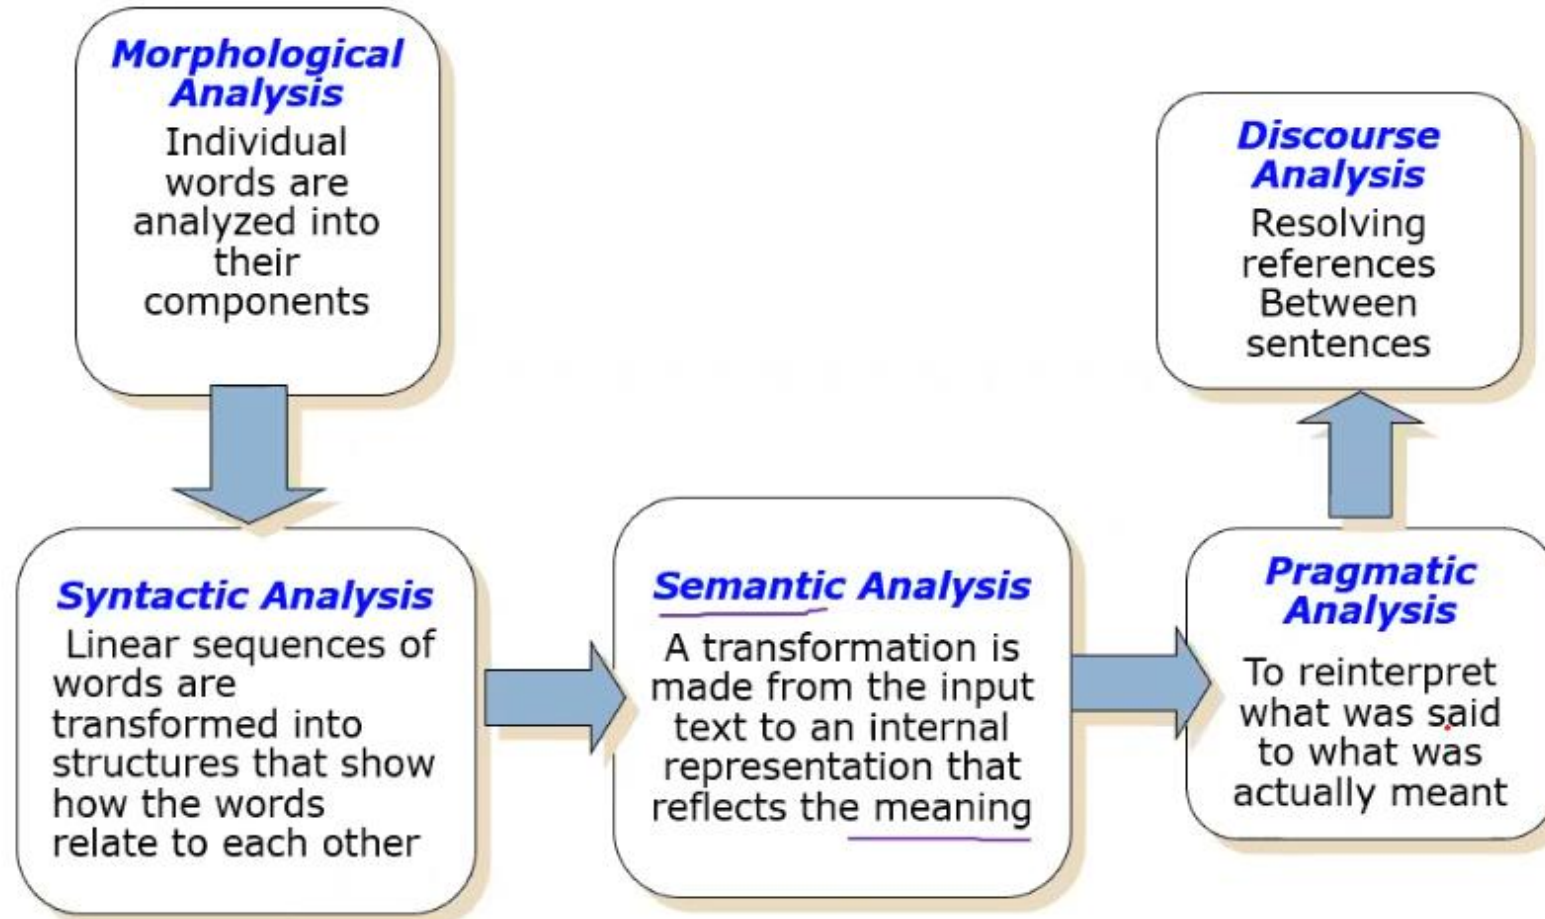 Morphological
Analysis
Individual
words are
analyzed into
their
components
Syntactic Analysis
Linear sequences of
words are
transformed into
structures that show
how the words
relate to each other
Semantic Analysis
A transformation is
made from the input
text to an internal
representation that
reflects the meaning
Pragmatic
Analysis
To reinterpret
what was said
to what was
actually meant
Discourse
Analysis
Resolving
references
Between
sentences